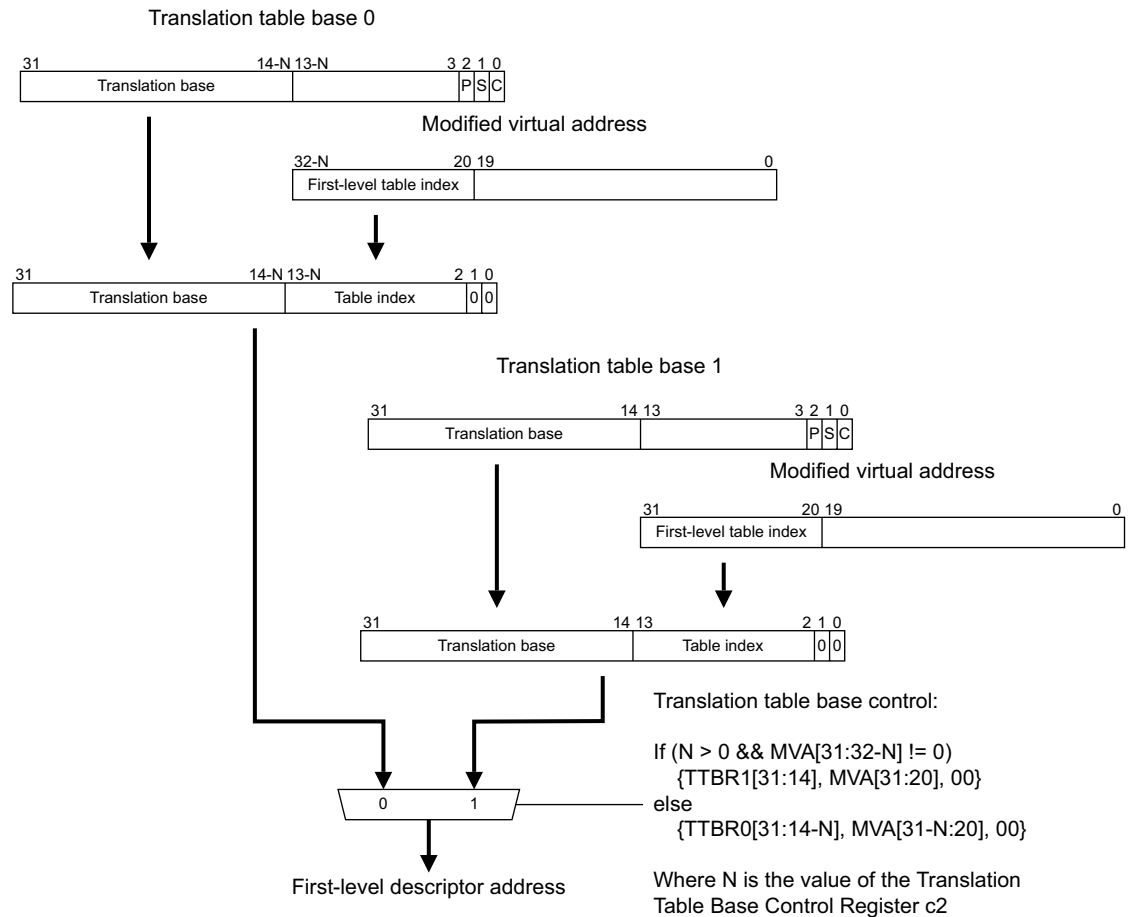 Translation table base 0
31 14-N 13-N 3 2 1 0
Translation base P S C
Modified virtual address
32-N 20 19 0
First-level table index
31 14-N 13-N 2 1 0
Translation base Table index 0 0
Translation table base 1
31 14 13 3 2 1 0
Translation base P S C
Modified virtual address
31 20 19 0
First-level table index
31 14 13 2 1 0
Translation base Table index 0 0
Translation table base control:
If (N > 0 && MVA[31:32-N] != 0)
{TTBR1[31:14], MVA[31:20], 00}
0 1
else
{TTBR0[31:14-N], MVA[31-N:20], 00}
First-level descriptor address
Where N is the value of the Translation
Table Base Control Register c2